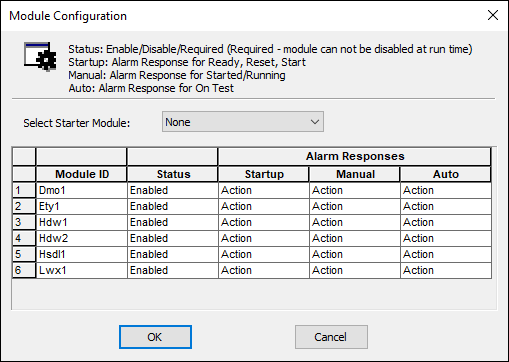 Module Configuration
Status: Enable/Disable/Required (Required - module can not be disabled at run time)
Startup: Alarm Response for Ready, Reset, Start
Manual: Alarm Response for Started/Running
Auto: Alarm Response for On Test
Select Starter Module: None
Alarm Responses
Module ID Status Startup Manual Auto
1 Dmo1 Enabled Action Action Action
2 Ety1 Enabled Action Action Action
3 Hdw1 Enabled Action Action Action
4 Hdw2 Enabled Action Action Action
5 Hsdl1 Enabled Action Action Action
6 Lwx1 Enabled Action Action Action
OK Cancel